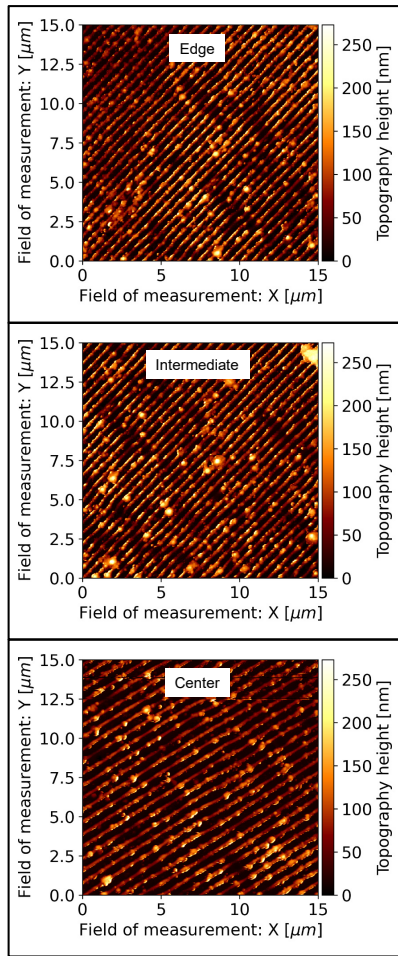 Edge
Field of measurement: Y [μm]
15.0
12.5
10.0
7.5
5.0
2.5
0.0
0 5 10 15
Field of measurement: X [μm]
250
200
150
100
50
0
Topography height [nm]
Intermediate
Field of measurement: Y [μm]
15.0
12.5
10.0
7.5
5.0
2.5
0.0
0 5 10 15
Field of measurement: X [μm]
250
200
150
100
50
0
Topography height [nm]
Center
Field of measurement: Y [μm]
15.0
12.5
10.0
7.5
5.0
2.5
0.0
0 5 10 15
Field of measurement: X [μm]
250
200
150
100
50
0
Topography height [nm]